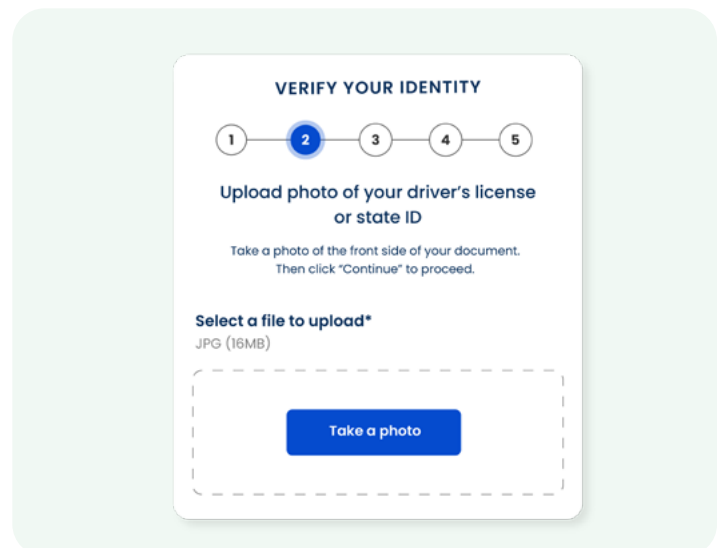 VERIFY YOUR IDENTITY
1 2 3 4 5
Upload photo of your driver’s license
or state ID
Take a photo of the front side of your document.
Then click “Continue” to proceed.
Select a file to upload*
JPG (16MB)
Take a photo